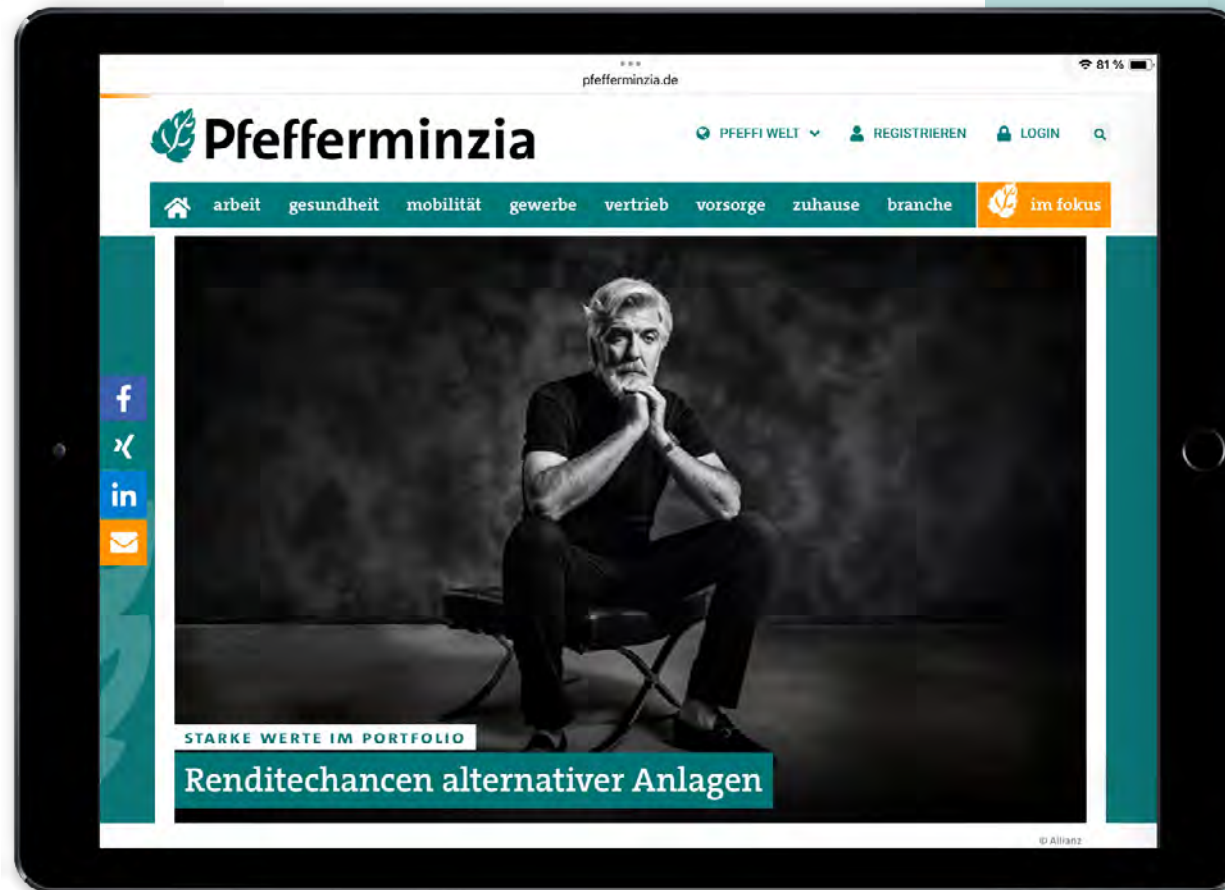 pfefferminzia.de
81 %
Pfefferminzia
PFEFFI WELT
REGISTRIEREN
LOGIN
arbeit
gesundheit
mobilität
gewerbe
vertrieb
vorsorge
zuhause
branche
im fokus
f
in
STARKE WERTE IM PORTFOLIO
Renditechancen alternativer Anlagen
© Allianz